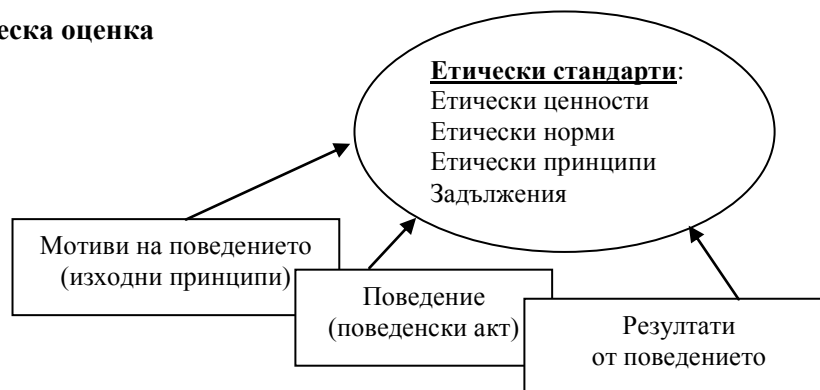 еска оценка
Етически стандарти:
Етически ценности
Етически норми
Етически принципи
Задължения
Мотиви на поведението
(изходни принципи)
Поведение
(поведенски акт)
Резултати
от поведението